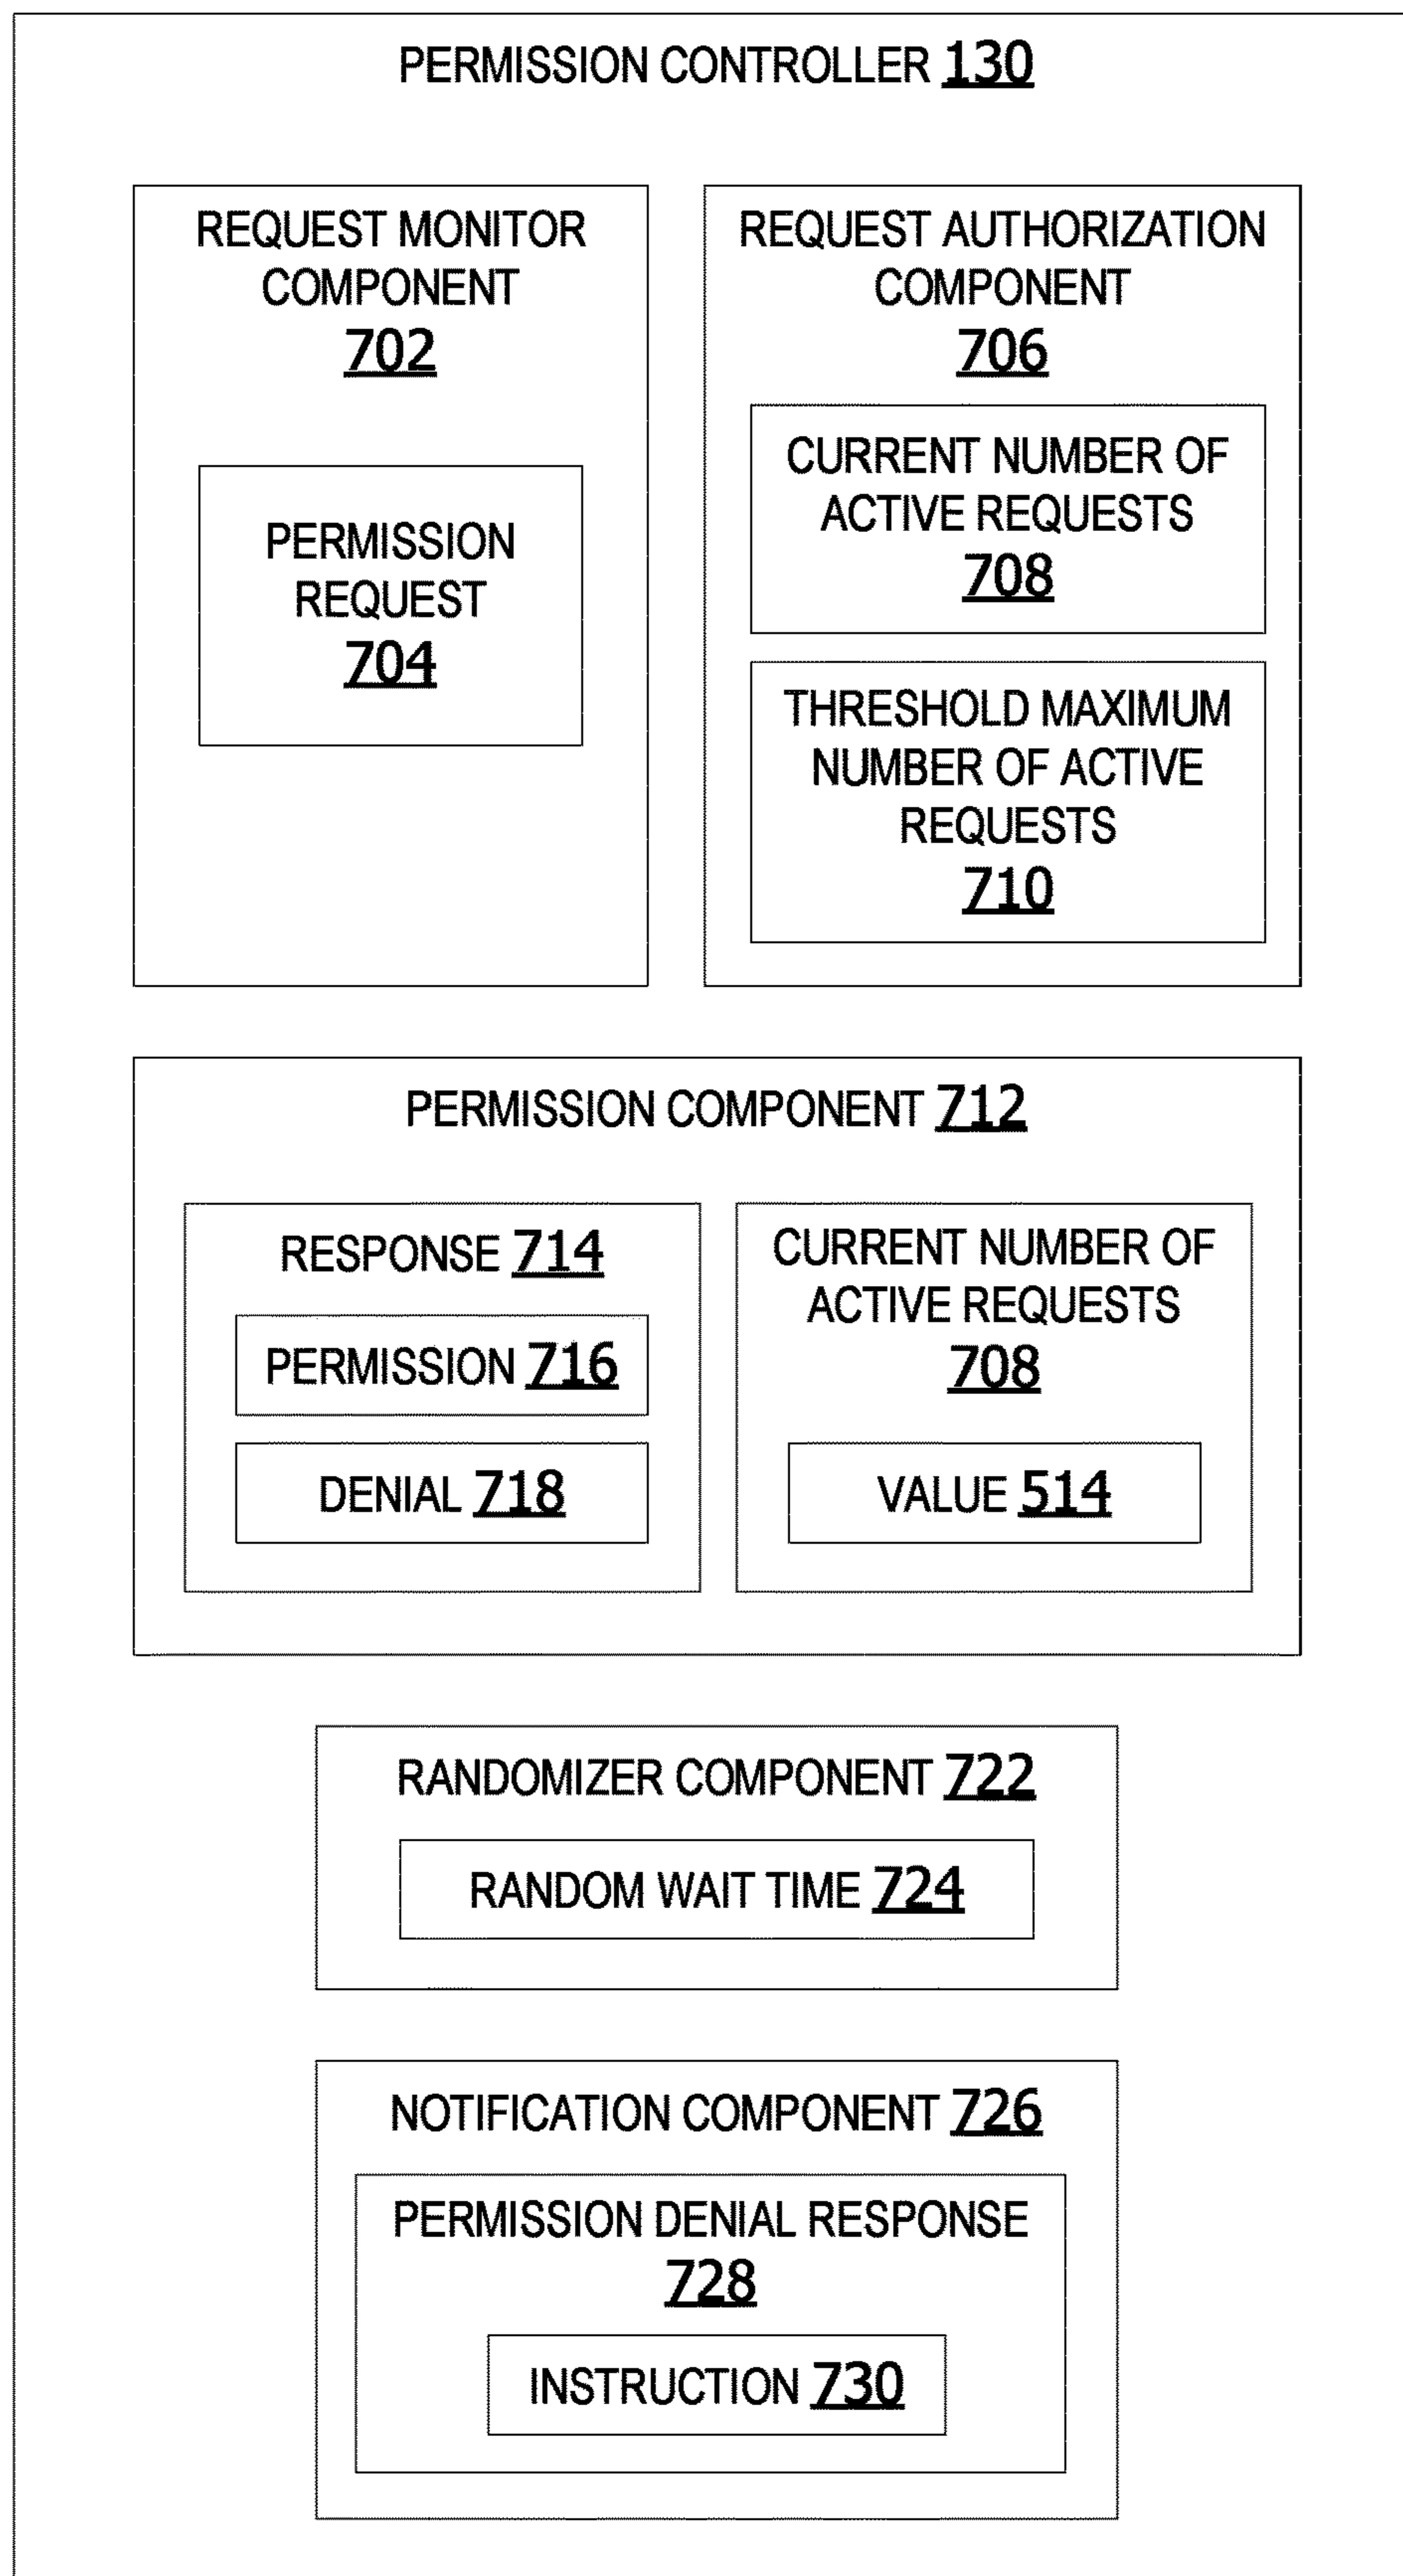 PERMISSION CONTROLLER 130
REQUEST MONITOR
COMPONENT
702
PERMISSION
REQUEST
704
REQUEST AUTHORIZATION
COMPONENT
706
CURRENT NUMBER OF
ACTIVE REQUESTS
708
THRESHOLD MAXIMUM
NUMBER OF ACTIVE
REQUESTS
710
PERMISSION COMPONENT 712
RESPONSE 714
PERMISSION 716
DENIAL 718
CURRENT NUMBER OF
ACTIVE REQUESTS
708
VALUE 514
RANDOMIZER COMPONENT 722
RANDOM WAIT TIME 724
NOTIFICATION COMPONENT 726
PERMISSION DENIAL RESPONSE
728
INSTRUCTION 730